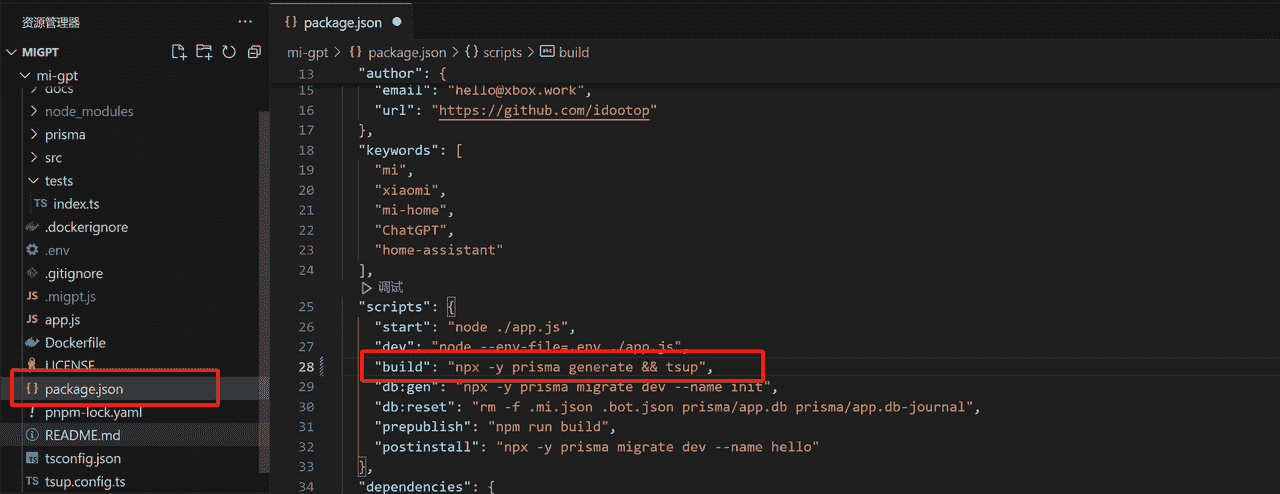 资源管理器
···
package.json
MIGPT
mi-gpt > {} package.json > {} scripts > build
mi-gpt
docs
node_modules
prisma
src
tests
TS index.ts
.dockerignore
.env
.gitignore
JS .migpt.js
JS app.js
Dockerfile
LICENSE
{} package.json
! pnpm-lock.yaml
README.md
TS tsconfig.json
TS tsup.config.ts
13 "author": {
15 "email": "hello@xbox.work",
16 "url": "https://github.com/idootop"
17 },
18 "keywords": [
19 "mi",
20 "xiaomi",
21 "mi-home",
22 "ChatGPT",
23 "home-assistant"
24 ],
调试
25 "scripts": {
26 "start": "node ./app.js",
27 "dev": "node --env-file=.env ./app.js",
28 "build": "npx -y prisma generate && tsup",
29 "db:gen": "npx -y prisma migrate dev --name init",
30 "db:reset": "rm -f .mi.json .bot.json prisma/app.db prisma/app.db-journal",
31 "prepublish": "npm run build",
32 "postinstall": "npx -y prisma migrate dev --name hello"
33 },
34 "dependencies": {